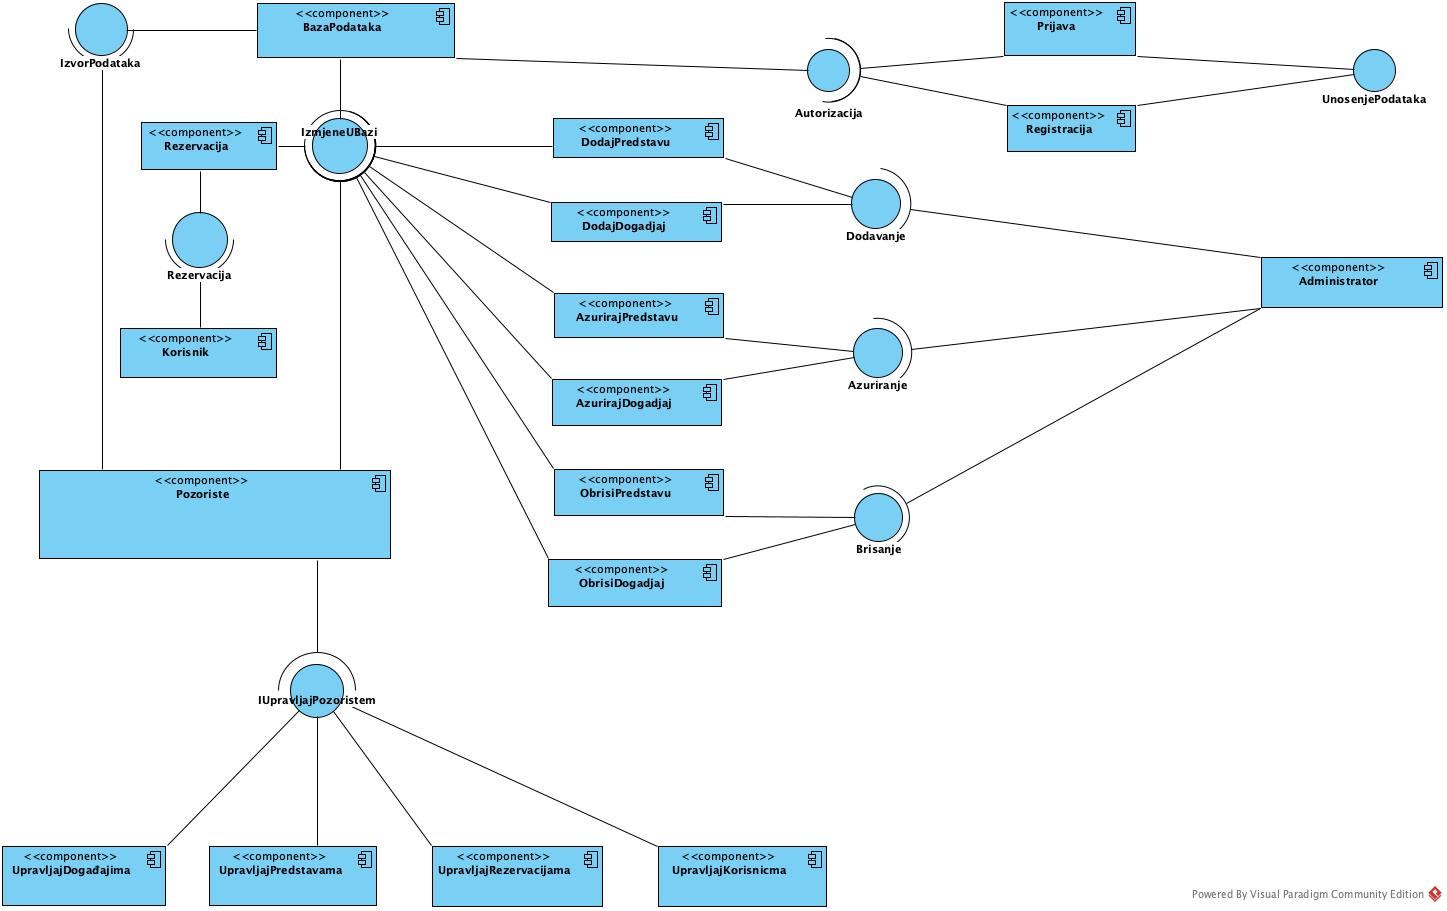 <<component>>
BazaPodataka
IzvorPodataka
<<component>>
Prijava
Autorizacija
UnosenjePodataka
<<component>>
Registracija
<<component>>
Rezervacija
IzmjeneUBazi
<<component>>
DodajPredstavu
<<component>>
DodajDogadjaj
Dodavanje
Rezervacija
<<component>>
Administrator
<<component>>
AzurirajPredstavu
<<component>>
Korisnik
<<component>>
AzurirajDogadjaj
Azuriranje
<<component>>
Pozoriste
<<component>>
ObrisiPredstavu
Brisanje
<<component>>
ObrisiDogadjaj
IUpravljajPozoristem
<<component>>
UpravljajDogađajima
<<component>>
UpravljajPredstavama
<<component>>
UpravljajRezervacijama
<<component>>
UpravljajKorisnicma
Powered By Visual Paradigm Community Edition